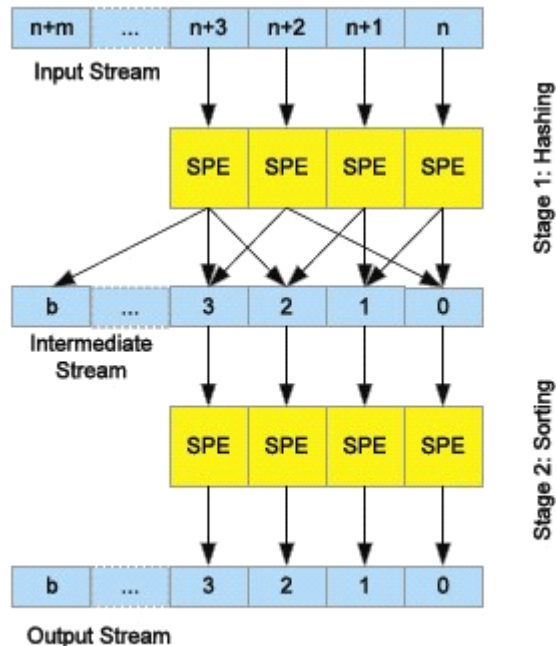 n+m ... n+3 n+2 n+1 n
Input Stream
SPE SPE SPE SPE
Stage 1: Hashing
b ... 3 2 1 0
Intermediate
Stream
SPE SPE SPE SPE
Stage 2: Sorting
b ... 3 2 1 0
Output Stream